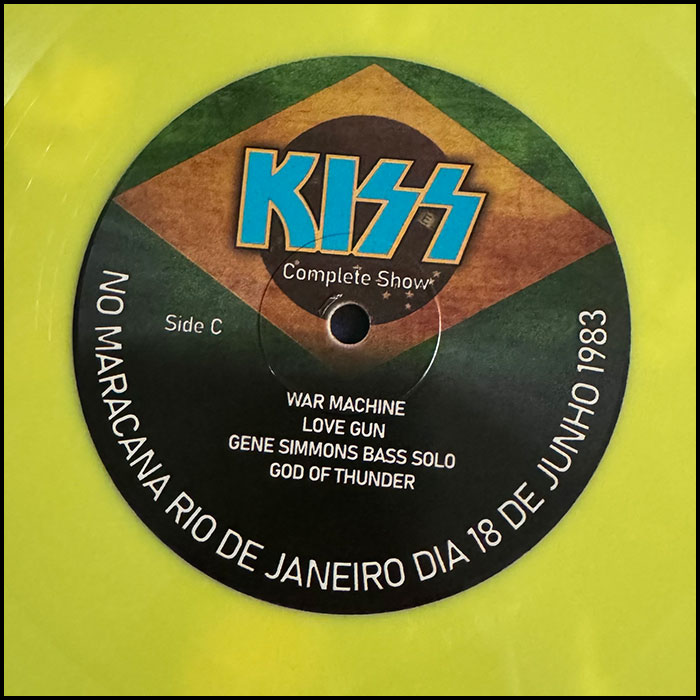 KISS
Complete Show
Side C
WAR MACHINE
LOVE GUN
GENE SIMMONS BASS SOLO
GOD OF THUNDER
NO MARACANA RIO DE JANEIRO DIA 18 DE JUNHO 1983